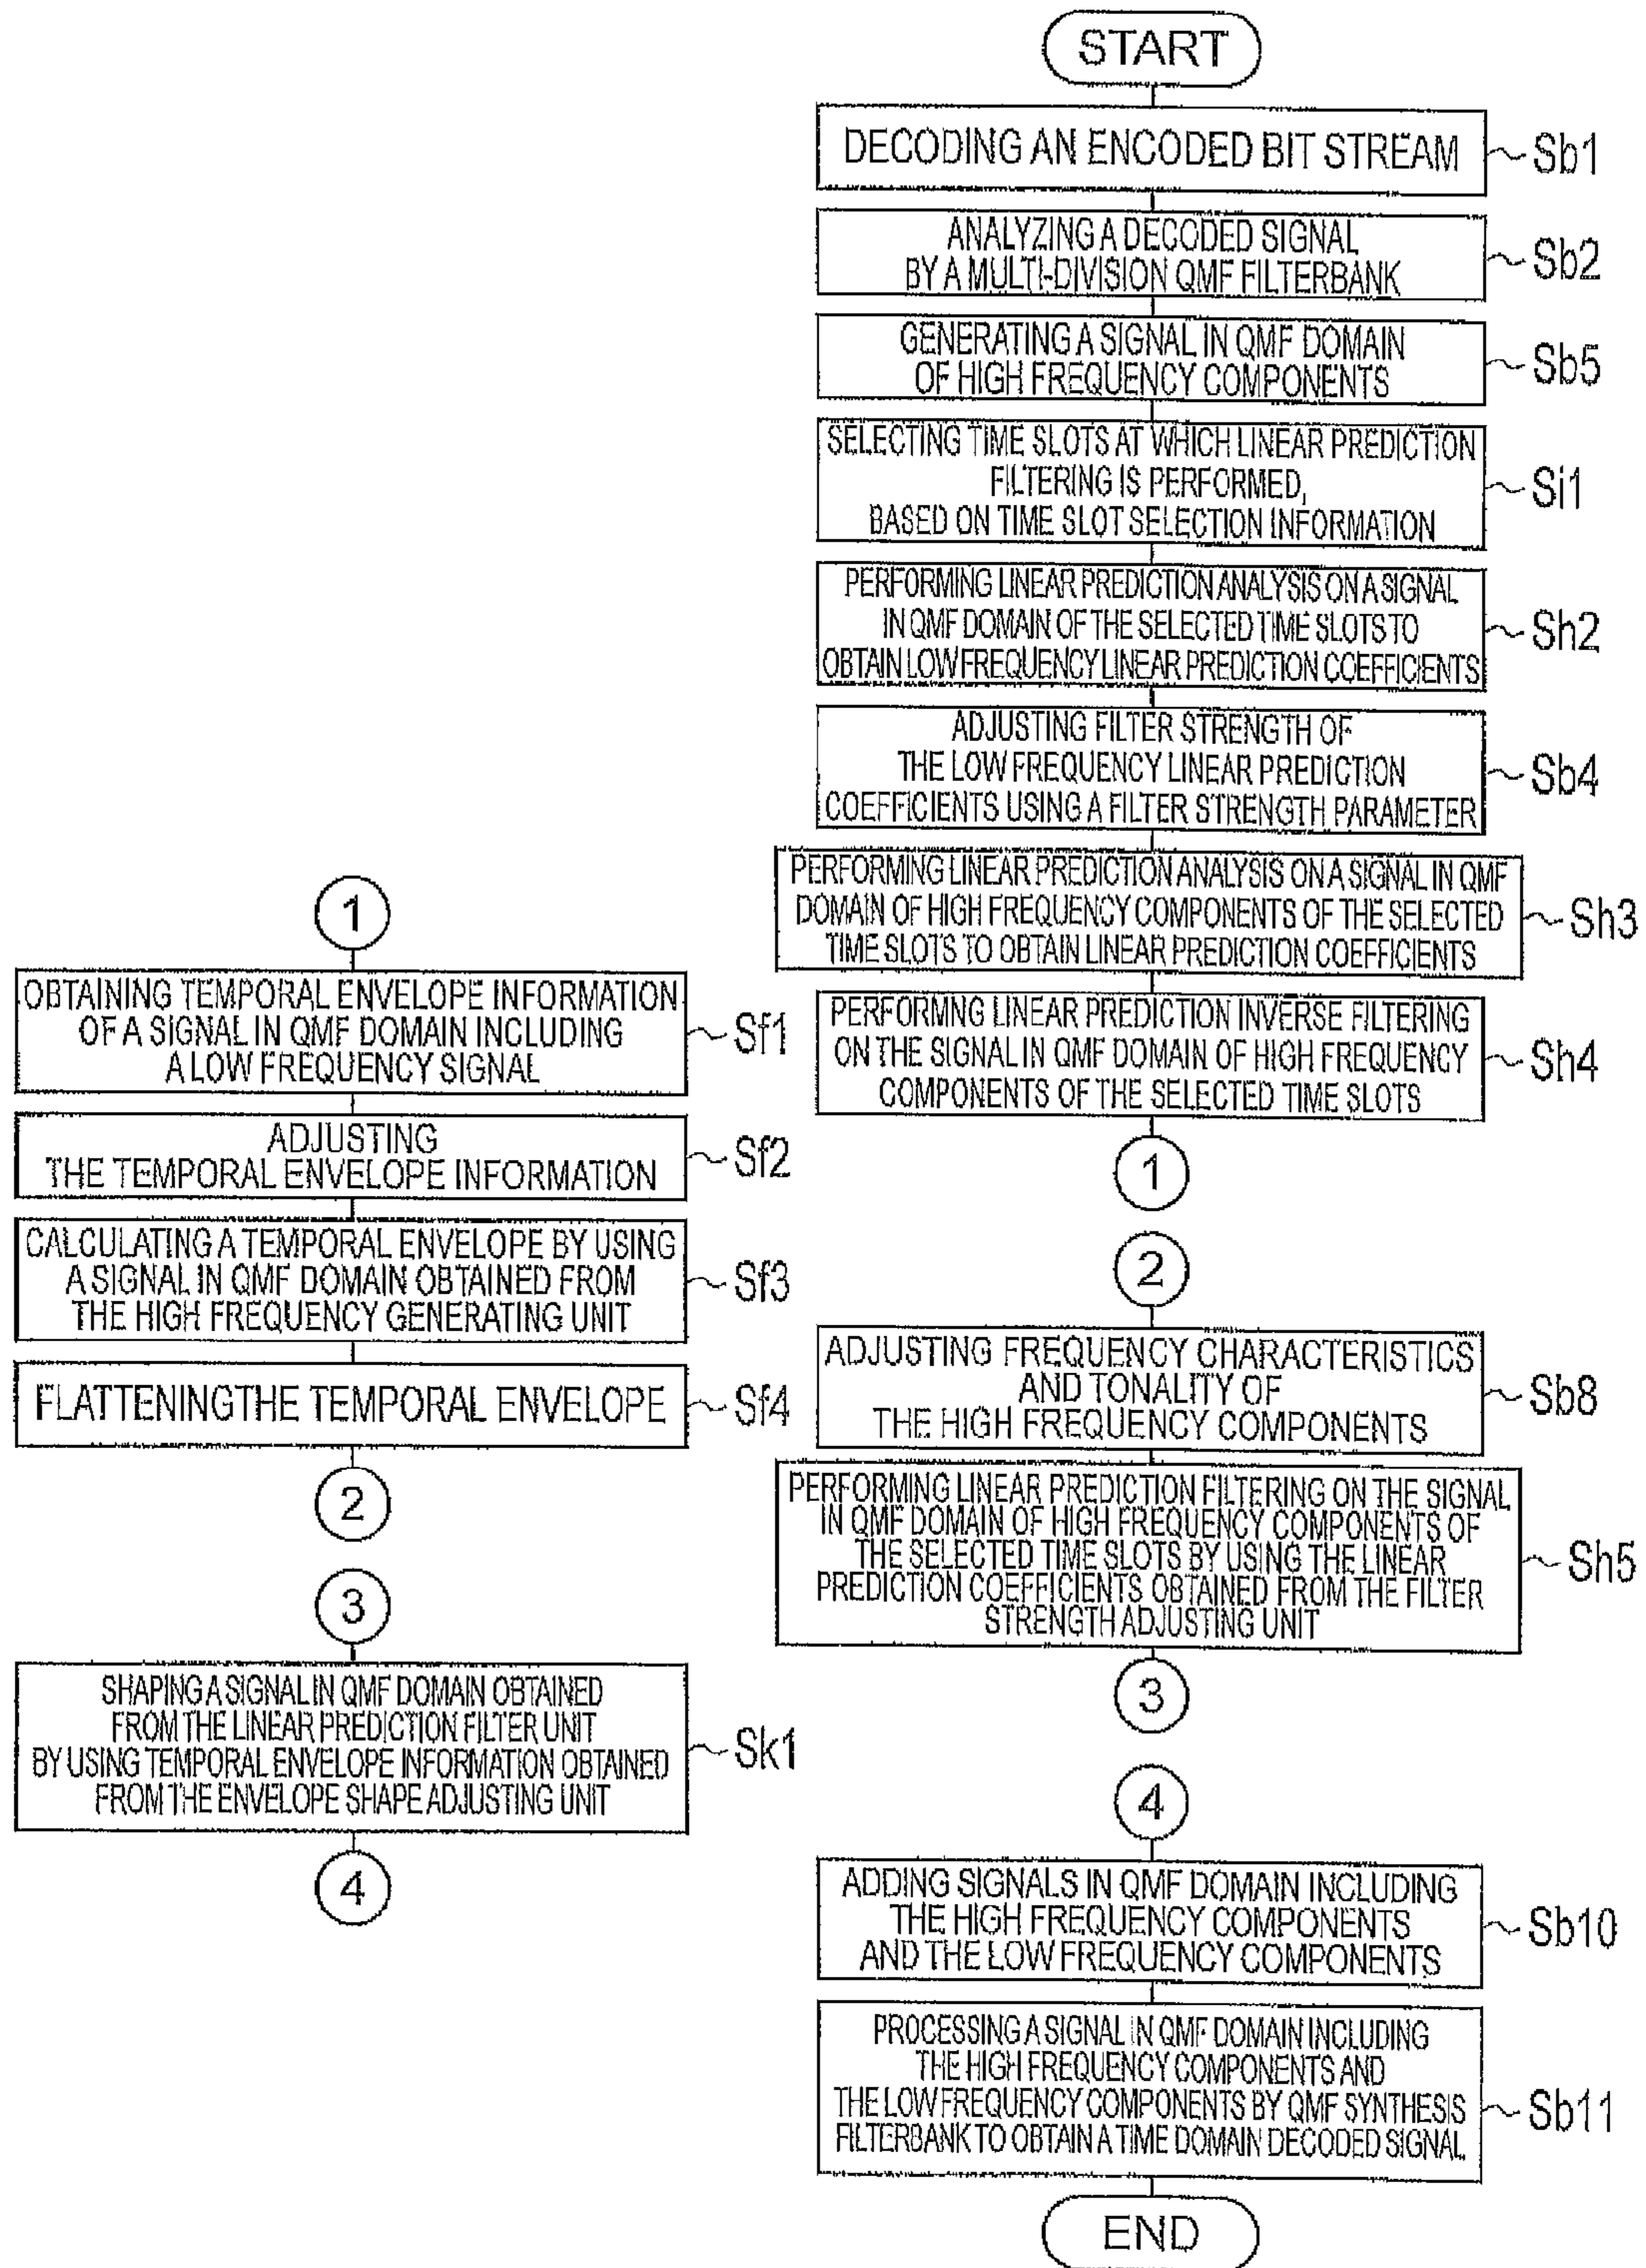 START
DECODING AN ENCODED BIT STREAM
Sb1
ANALYZING A DECODED SIGNAL
BY A MULTI-DIVISION QMF FILTERBANK
Sb2
GENERATING A SIGNAL IN QMF DOMAIN
OF HIGH FREQUENCY COMPONENTS
Sb5
SELECTING TIME SLOTS AT WHICH LINEAR PREDICTION
FILTERING IS PERFORMED,
BASED ON TIME SLOT SELECTION INFORMATION
Si1
PERFORMING LINEAR PREDICTION ANALYSIS ON A SIGNAL
IN QMF DOMAIN OF THE SELECTED TIME SLOTS TO
OBTAIN LOW FREQUENCY LINEAR PREDICTION COEFFICIENTS
Sh2
ADJUSTING FILTER STRENGTH OF
THE LOW FREQUENCY LINEAR PREDICTION
COEFFICIENTS USING A FILTER STRENGTH PARAMETER
Sb4
PERFORMING LINEAR PREDICTION ANALYSIS ON A SIGNAL IN QMF
DOMAIN OF HIGH FREQUENCY COMPONENTS OF THE SELECTED
TIME SLOTS TO OBTAIN LINEAR PREDICTION COEFFICIENTS
Sh3
PERFORMNG LINEAR PREDICTION INVERSE FILTERING
ON THE SIGNAL IN QMF DOMAIN OF HIGH FREQUENCY
COMPONENTS OF THE SELECTED TIME SLOTS
Sh4
1
1
OBTAINING TEMPORAL ENVELOPE INFORMATION
OF A SIGNAL IN QMF DOMAIN INCLUDING
A LOW FREQUENCY SIGNAL
Sf1
ADJUSTING
THE TEMPORAL ENVELOPE INFORMATION
Sf2
CALCULATING A TEMPORAL ENVELOPE BY USING
A SIGNAL IN QMF DOMAIN OBTAINED FROM
THE HIGH FREQUENCY GENERATING UNIT
Sf3
FLATTENINGTHE TEMPORAL ENVELOPE
Sf4
2
2
ADJUSTING FREQUENCY CHARACTERISTICS
AND TONALITY OF
THE HIGH FREQUENCY COMPONENTS
Sb8
PERFORMING LINEAR PREDICTION FILTERING ON THE SIGNAL
IN QMF DOMAIN OF HIGH FREQUENCY COMPONENTS OF
THE SELECTED TIME SLOTS BY USING THE LINEAR
PREDICTION COEFFICIENTS OBTAINED FROM THE FILTER
STRENGTH ADJUSTING UNIT
Sh5
3
3
SHAPING A SIGNAL IN QMF DOMAIN OBTAINED
FROM THE LINEAR PREDICTION FILTER UNIT
BY USING TEMPORAL ENVELOPE INFORMATION OBTAINED
FROM THE ENVELOPE SHAPE ADJUSTING UNIT
Sk1
4
4
ADDING SIGNALS IN QMF DOMAIN INCLUDING
THE HIGH FREQUENCY COMPONENTS
AND THE LOW FREQUENCY COMPONENTS
Sb10
PROCESSING A SIGNAL IN QMF DOMAIN INCLUDING
THE HIGH FREQUENCY COMPONENTS AND
THE LOW FREQUENCY COMPONENTS BY QMF SYNTHESIS
FILTERBANK TO OBTAIN A TIME DOMAIN DECODED SIGNAL
Sb11
END